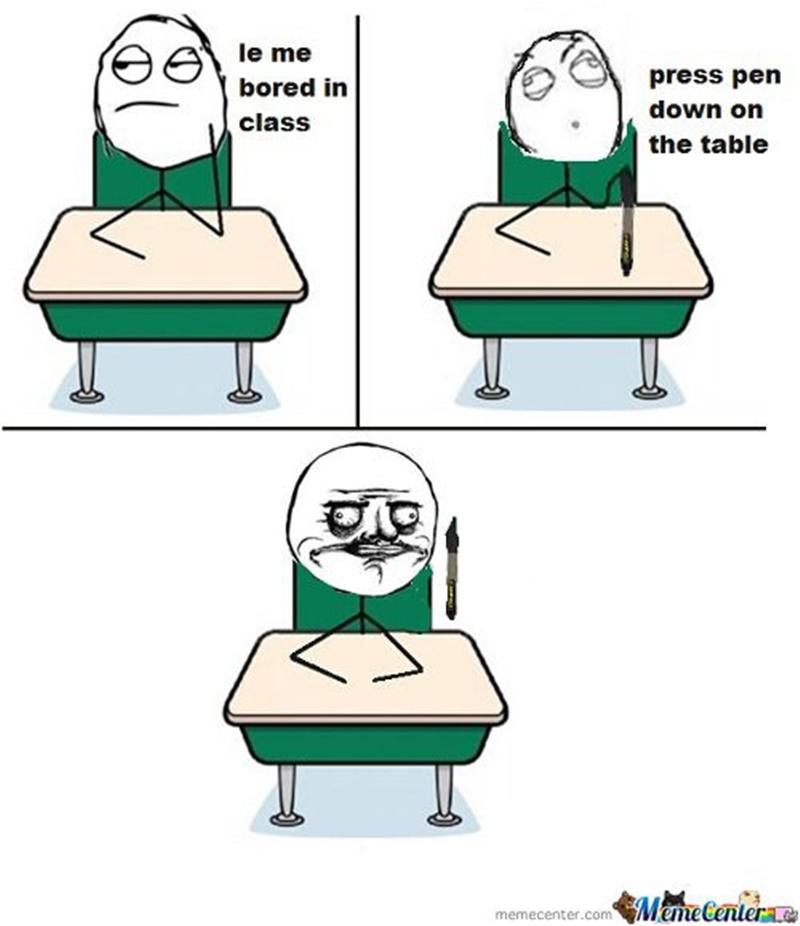 le me
bored in
class
press pen
down on
the table
memecenter.com MemeCenter